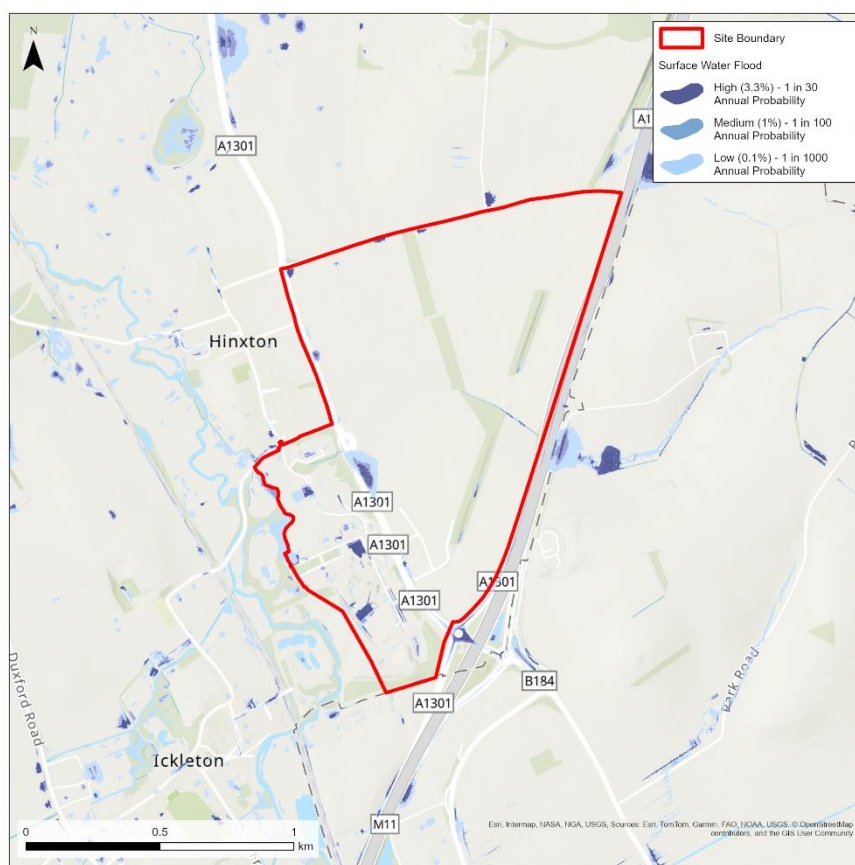 N
A1301
A1
Site Boundary
Surface Water Flood
High (3.3%) - 1 in 30
Annual Probability
Medium (1%) - 1 in 100
Annual Probability
Low (0.1%) - 1 in 1000
Annual Probability
Hinxton
A1301
A1301
A1301
A1301
Duxford Road
Park Road
B184
A1301
Ickleton
M11
0
0.5
1
km
Esri, Intermap, NASA, NGA, USGS, Sources: Esri, TomTom, Garmin, FAO, NOAA, USGS, © OpenStreetMap
contributors, and the GIS User Community